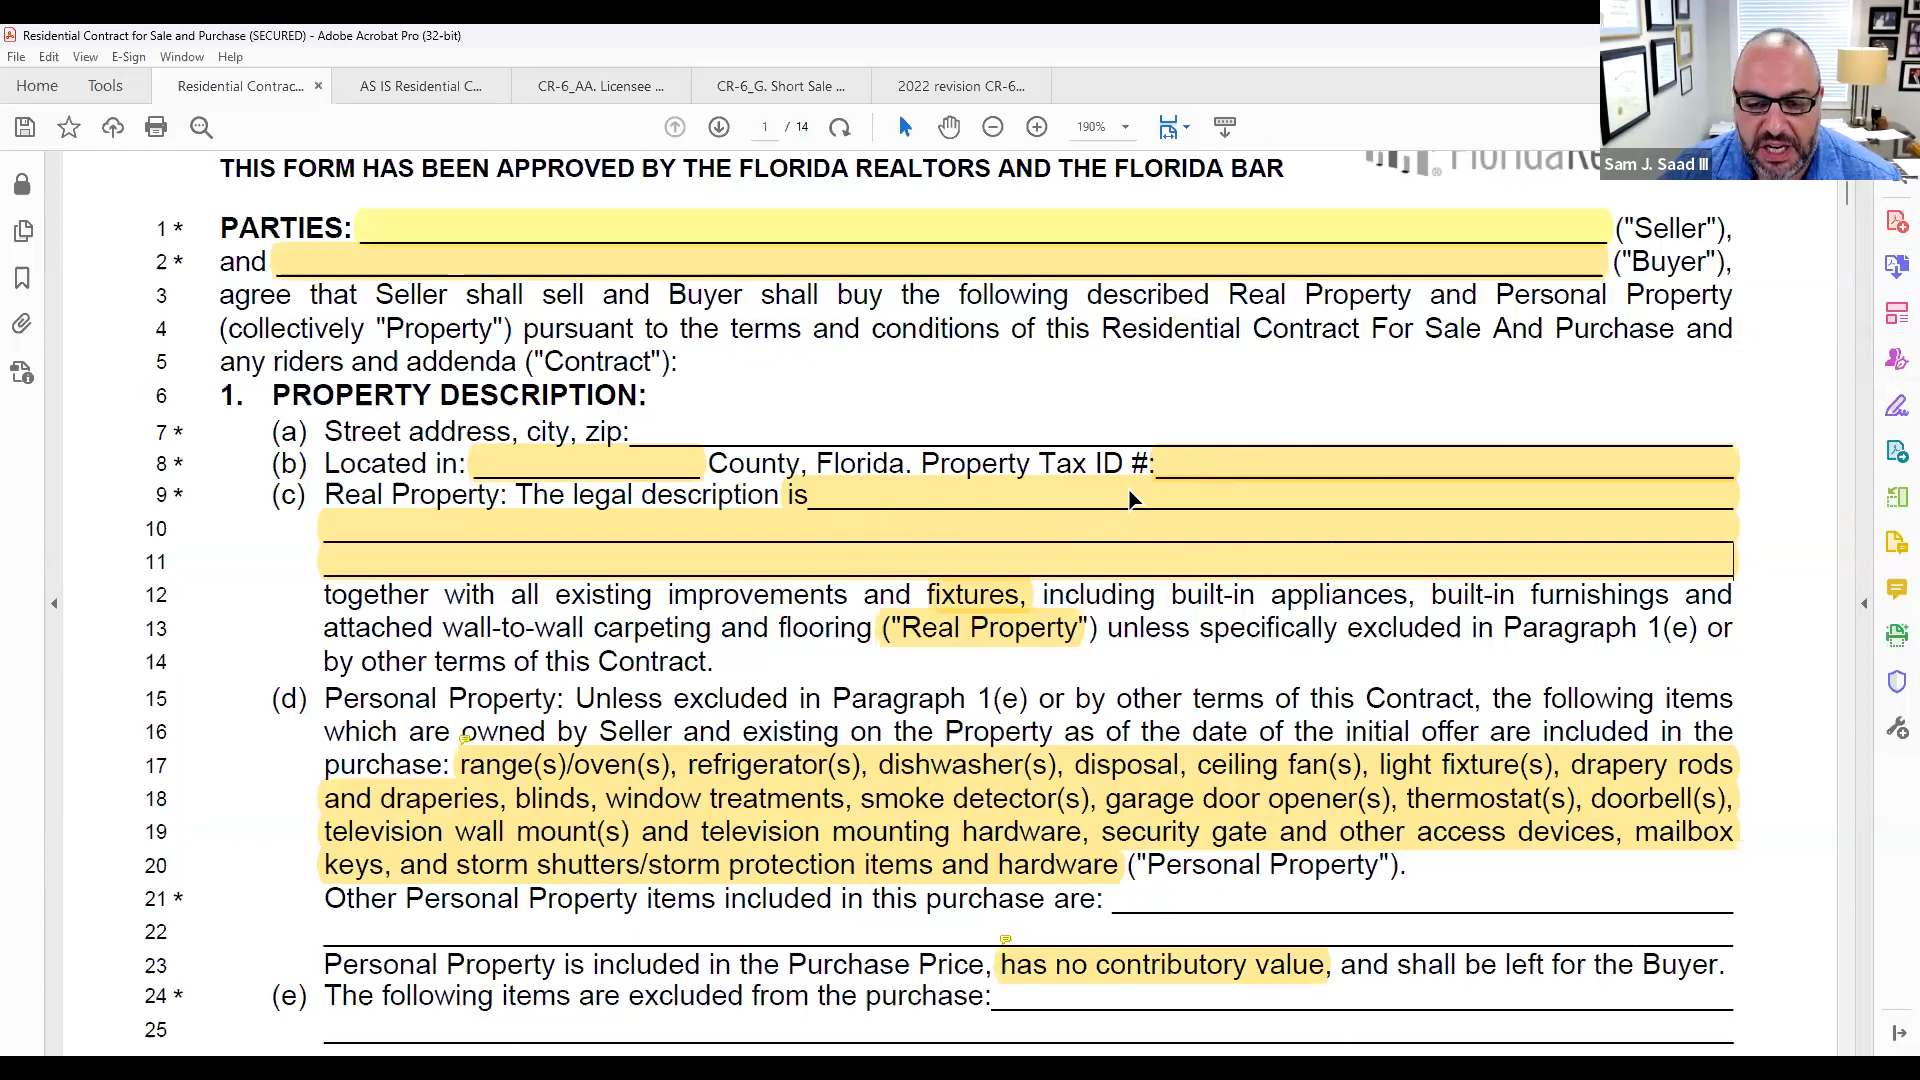 Residential Contract for Sale and Purchase (SECURED) - Adobe Acrobat Pro (32-bit)
File Edit View E-Sign Window Help
Home Tools Residential Contrac... × AS IS Residential C... CR-6_AA. Licensee ... CR-6_G. Short Sale ... 2022 revision CR-6...
1 / 14 190%
Sam J. Saad III
THIS FORM HAS BEEN APPROVED BY THE FLORIDA REALTORS AND THE FLORIDA BAR
1 * PARTIES: ("Seller"),
2 * and ("Buyer"),
3 agree that Seller shall sell and Buyer shall buy the following described Real Property and Personal Property
4 (collectively "Property") pursuant to the terms and conditions of this Residential Contract For Sale And Purchase and
5 any riders and addenda ("Contract"):
6 1. PROPERTY DESCRIPTION:
7 * (a) Street address, city, zip:
8 * (b) Located in: County, Florida. Property Tax ID #:
9 * (c) Real Property: The legal description is
10
11
12 together with all existing improvements and fixtures, including built-in appliances, built-in furnishings and
13 attached wall-to-wall carpeting and flooring ("Real Property") unless specifically excluded in Paragraph 1(e) or
14 by other terms of this Contract.
15 (d) Personal Property: Unless excluded in Paragraph 1(e) or by other terms of this Contract, the following items
16 which are owned by Seller and existing on the Property as of the date of the initial offer are included in the
17 purchase: range(s)/oven(s), refrigerator(s), dishwasher(s), disposal, ceiling fan(s), light fixture(s), drapery rods
18 and draperies, blinds, window treatments, smoke detector(s), garage door opener(s), thermostat(s), doorbell(s),
19 television wall mount(s) and television mounting hardware, security gate and other access devices, mailbox
20 keys, and storm shutters/storm protection items and hardware ("Personal Property").
21 * Other Personal Property items included in this purchase are:
22
23 Personal Property is included in the Purchase Price, has no contributory value, and shall be left for the Buyer.
24 * (e) The following items are excluded from the purchase:
25